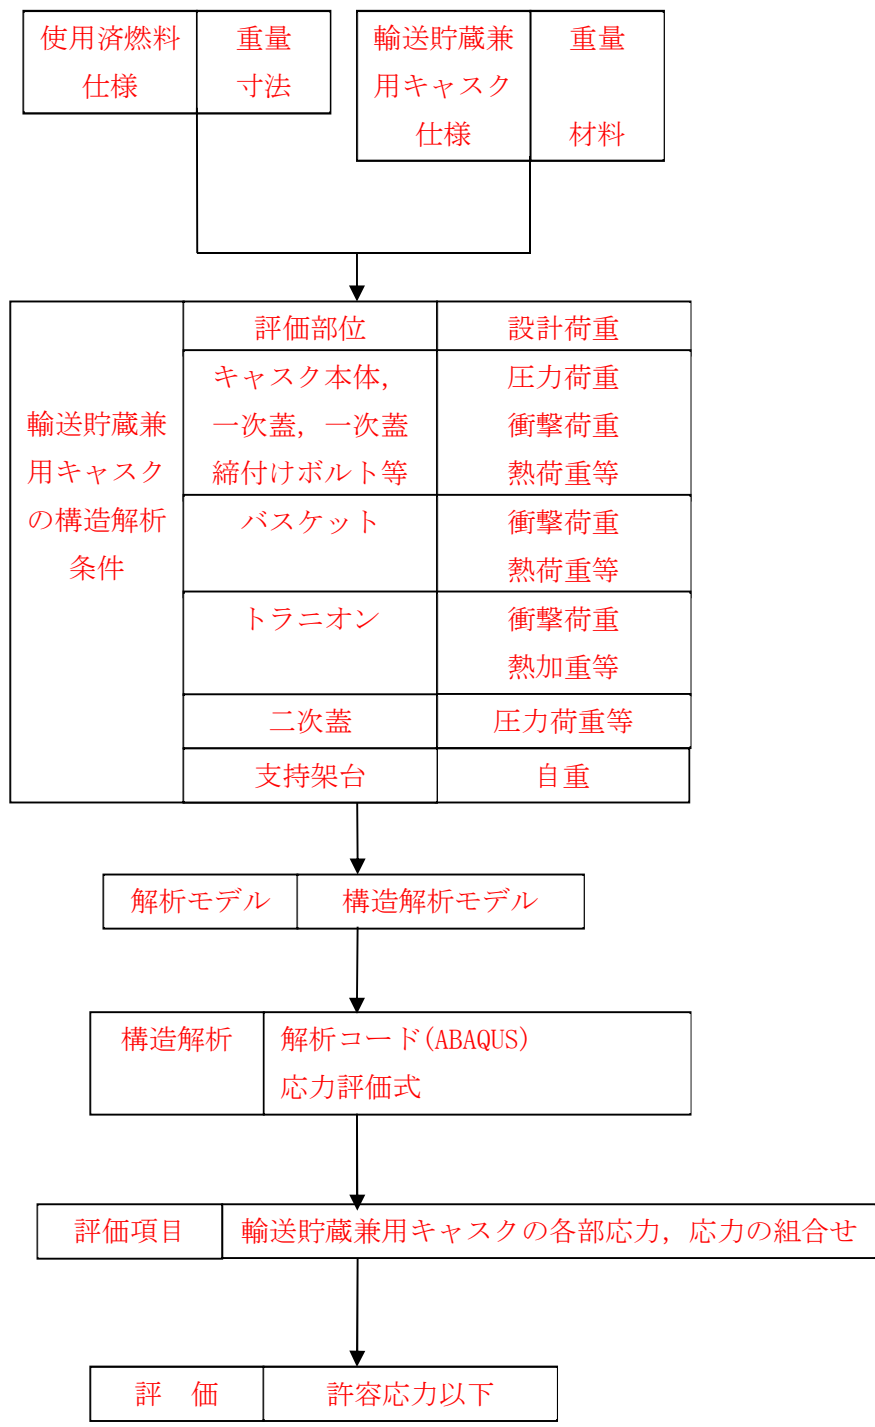 使用済燃料
仕様
重量
寸法
輸送貯蔵兼
用キャスク
仕様
重量
材料
輸送貯蔵兼
用キャスク
の構造解析
条件
評価部位
設計荷重
キャスク本体，
一次蓋，一次蓋
締付けボルト等
圧力荷重
衝撃荷重
熱荷重等
バスケット
衝撃荷重
熱荷重等
トラニオン
衝撃荷重
熱加重等
二次蓋
圧力荷重等
支持架台
自重
解析モデル
構造解析モデル
構造解析
解析コード(ABAQUS)
応力評価式
評価項目
輸送貯蔵兼用キャスクの各部応力，応力の組合せ
評　価
許容応力以下